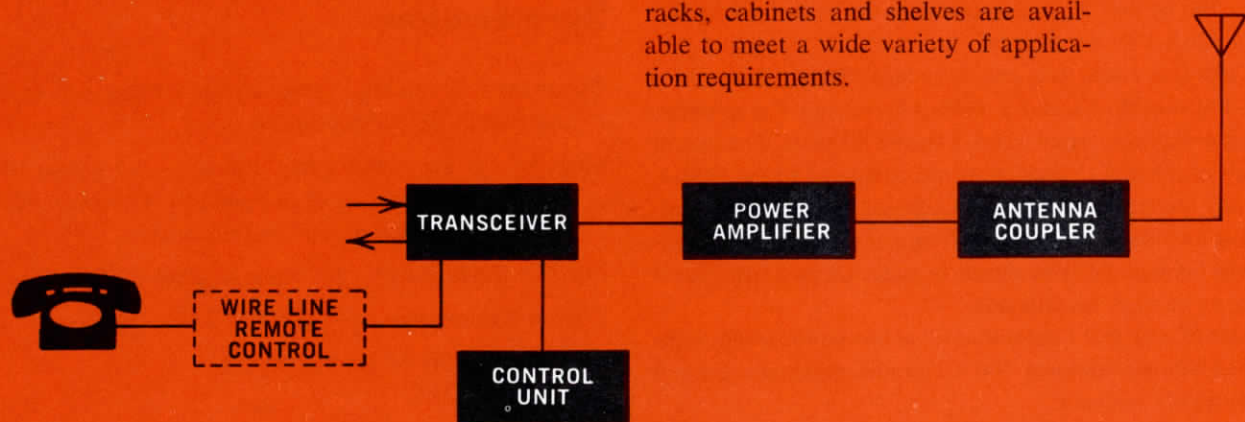 racks, cabinets and shelves are avail-
able to meet a wide variety of applica-
tion requirements.
TRANSCEIVER
POWER
AMPLIFIER
ANTENNA
COUPLER
WIRE LINE
REMOTE
CONTROL
CONTROL
UNIT